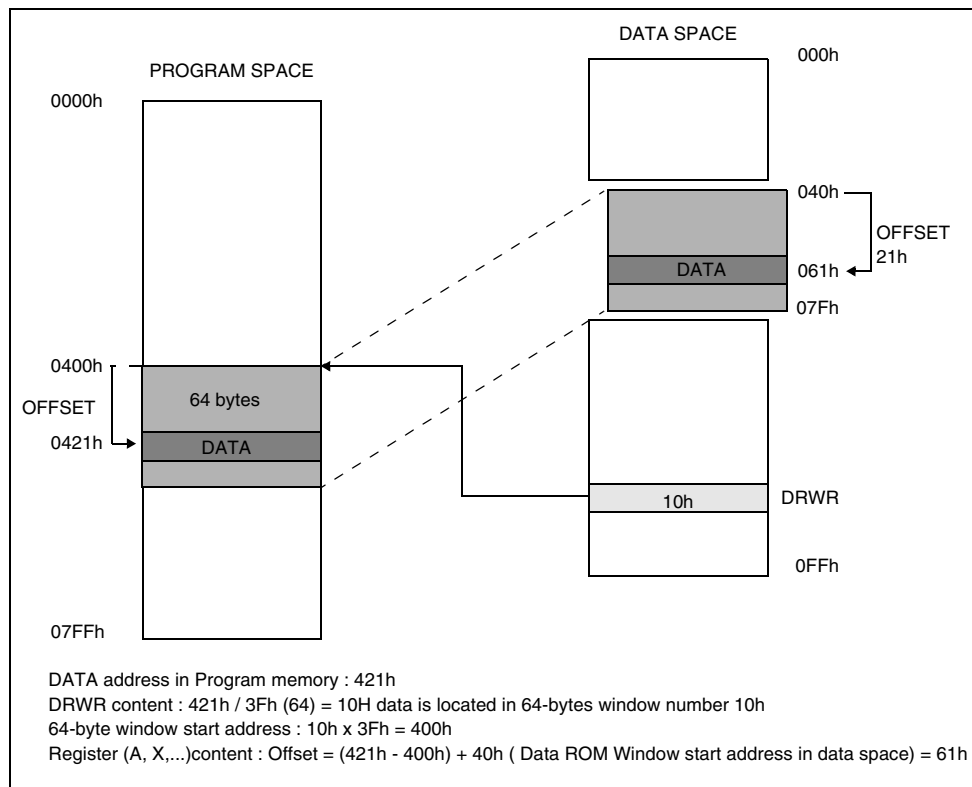 DATA SPACE
000h
PROGRAM SPACE
0000h
040h
OFFSET
21h
DATA
061h
07Fh
0400h
64 bytes
OFFSET
0421h
DATA
10h
DRWR
0FFh
07FFh
DATA address in Program memory : 421h
DRWR content : 421h / 3Fh (64) = 10H data is located in 64-bytes window number 10h
64-byte window start address : 10h x 3Fh = 400h
Register (A, X,...)content : Offset = (421h - 400h) + 40h ( Data ROM Window start address in data space) = 61h